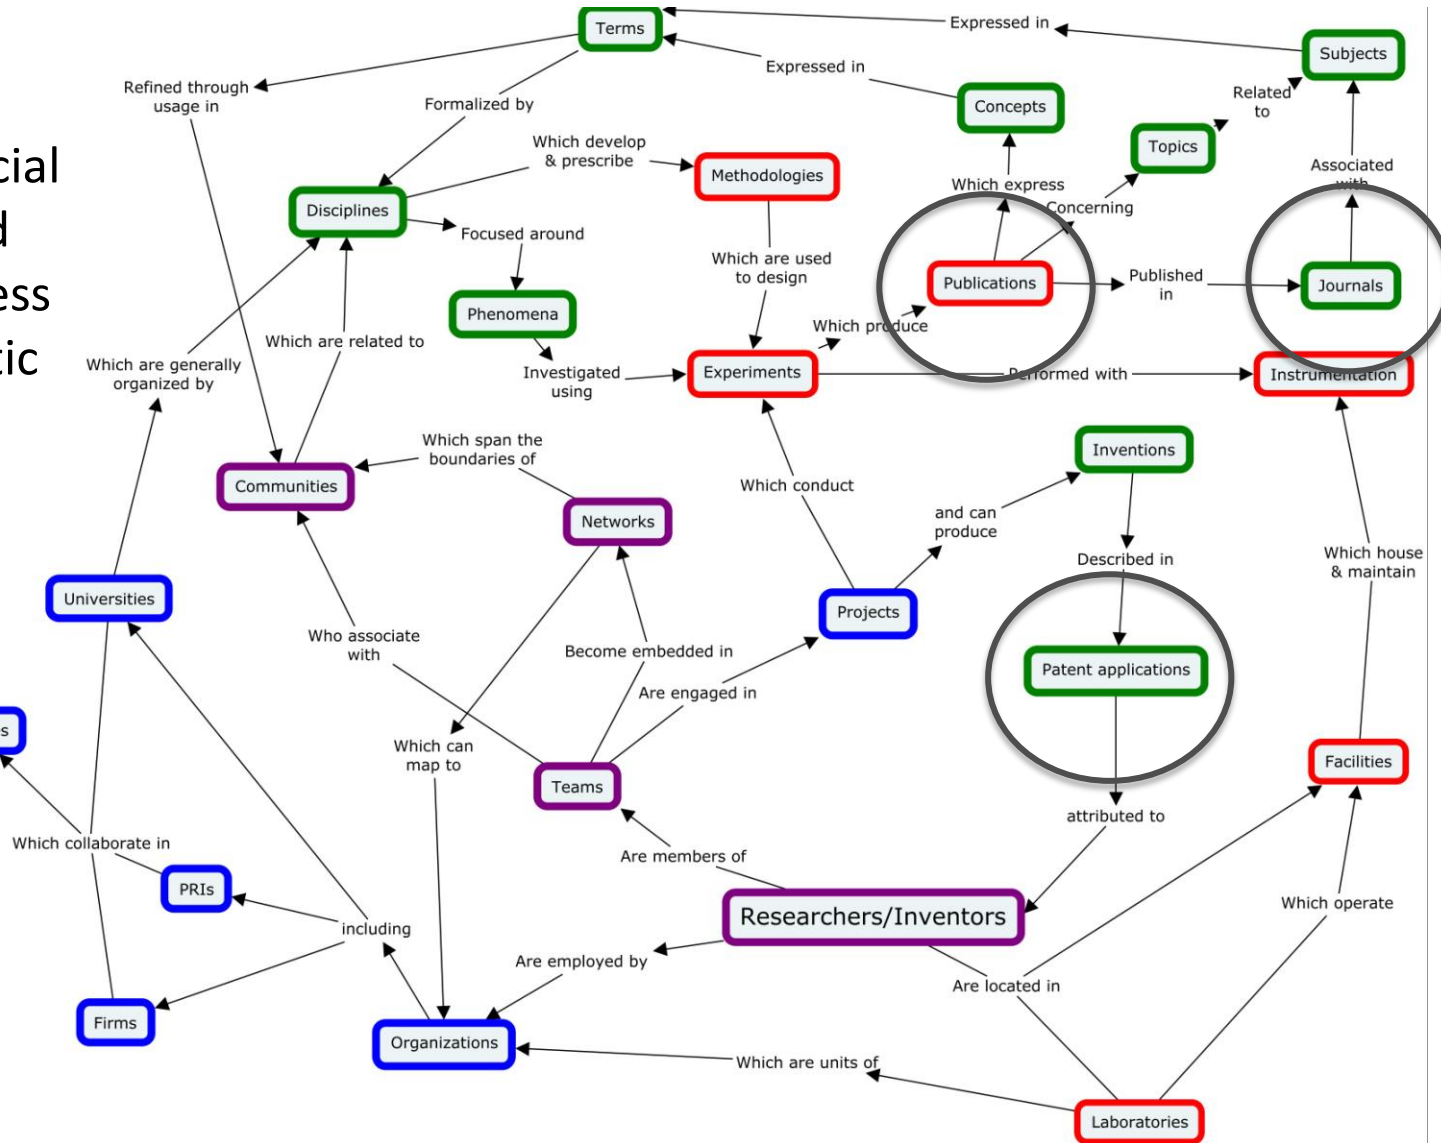 Terms
Expressed in
Subjects
Refined through
usage in
Formalized by
Expressed in
Concepts
Related
to
Topics
Which develop
& prescribe
Methodologies
Which express
Concerning
Associated
with
cial
d
ess
tic
Disciplines
Focused around
Which are used
to design
Publications
Published
in
Journals
Phenomena
Which produce
Which are related to
Which are generally
organized by
Investigated
using
Experiments
Performed with
Instrumentation
Which span the
boundaries of
Communities
Networks
Which conduct
Inventions
and can
produce
Described in
Which house
& maintain
Universities
Projects
Who associate
with
Become embedded in
Are engaged in
Patent applications
s
Which can
map to
Teams
Facilities
attributed to
Which collaborate in
Are members of
PRIs
including
Researchers/Inventors
Which operate
Are employed by
Are located in
Firms
Organizations
Which are units of
Laboratories